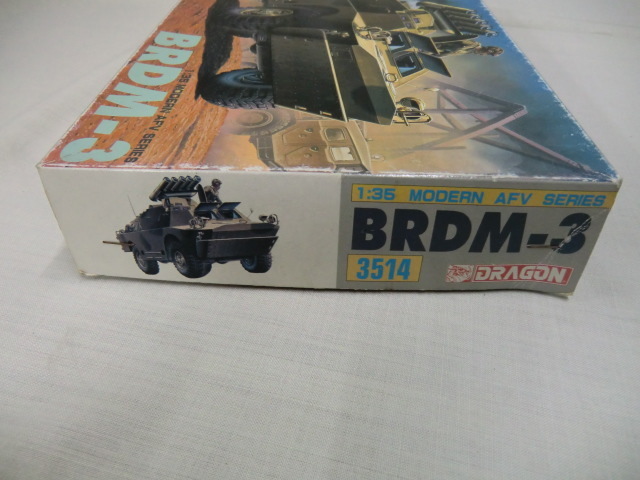 BRDM-3
1:35 MODERN AFV SERIES
1:35 MODERN AFV SERIES
BRDM-3
3514
DRAGON